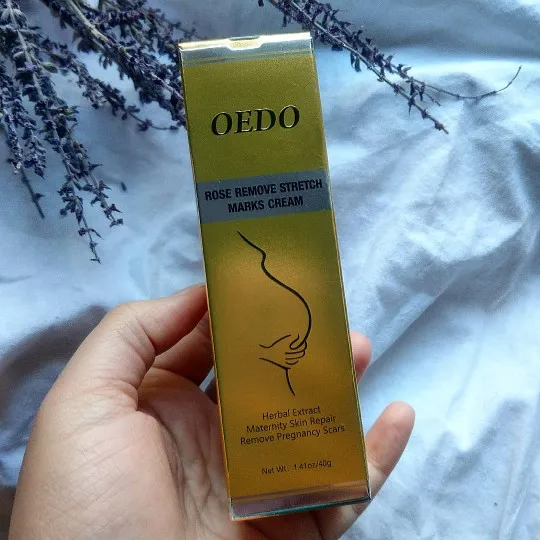 OEDO
ROSE REMOVE STRETCH
MARKS CREAM
Herbal Extract
Maternity Skin Repair
Remove Pregnancy Scars
Net Wt. 1.41oz/40g